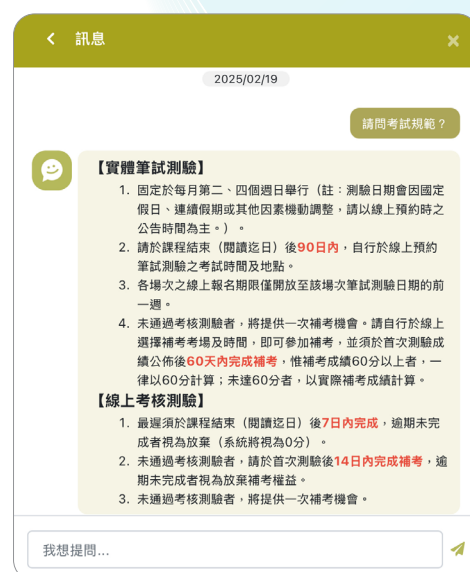 訊息
2025/02/19
請問考試規範？
【實體筆試測驗】
1. 固定於每月第二、四個週日舉行（註：測驗日期會因國定
假日、連續假期或其他因素機動調整，請以線上預約時之
公告時間為主。）。
2. 請於課程結束（閱讀迄日）後90日內，自行於線上預約
筆試測驗之考試時間及地點。
3. 各場次之線上報名期限僅開放至該場次筆試測驗日期的前
一週。
4. 未通過考核測驗者，將提供一次補考機會。請自行於線上
選擇補考考場及時間，即可參加補考，並須於首次測驗成
績公佈後60天內完成補考，惟補考成績60分以上者，一
律以60分計算；未達60分者，以實際補考成績計算。
【線上考核測驗】
1. 最遲須於課程結束（閱讀迄日）後7日內完成，逾期未完
成者視為放棄（系統將視為0分）。
2. 未通過考核測驗者，請於首次測驗後14日內完成補考，逾
期未完成者視為放棄補考權益。
3. 未通過考核測驗者，將提供一次補考機會。
我想提問...